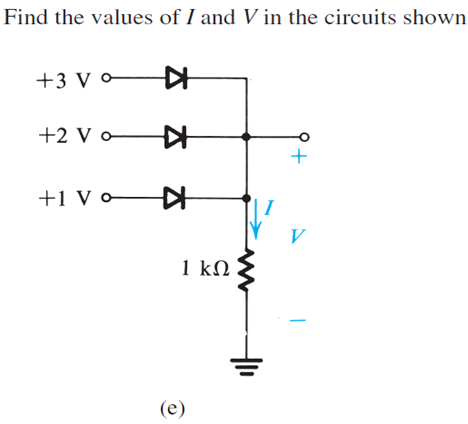 Find the values of I and V in the circuits shown
+3 V
+2 V
+
+1 V
I
V
1 kΩ
−
(e)